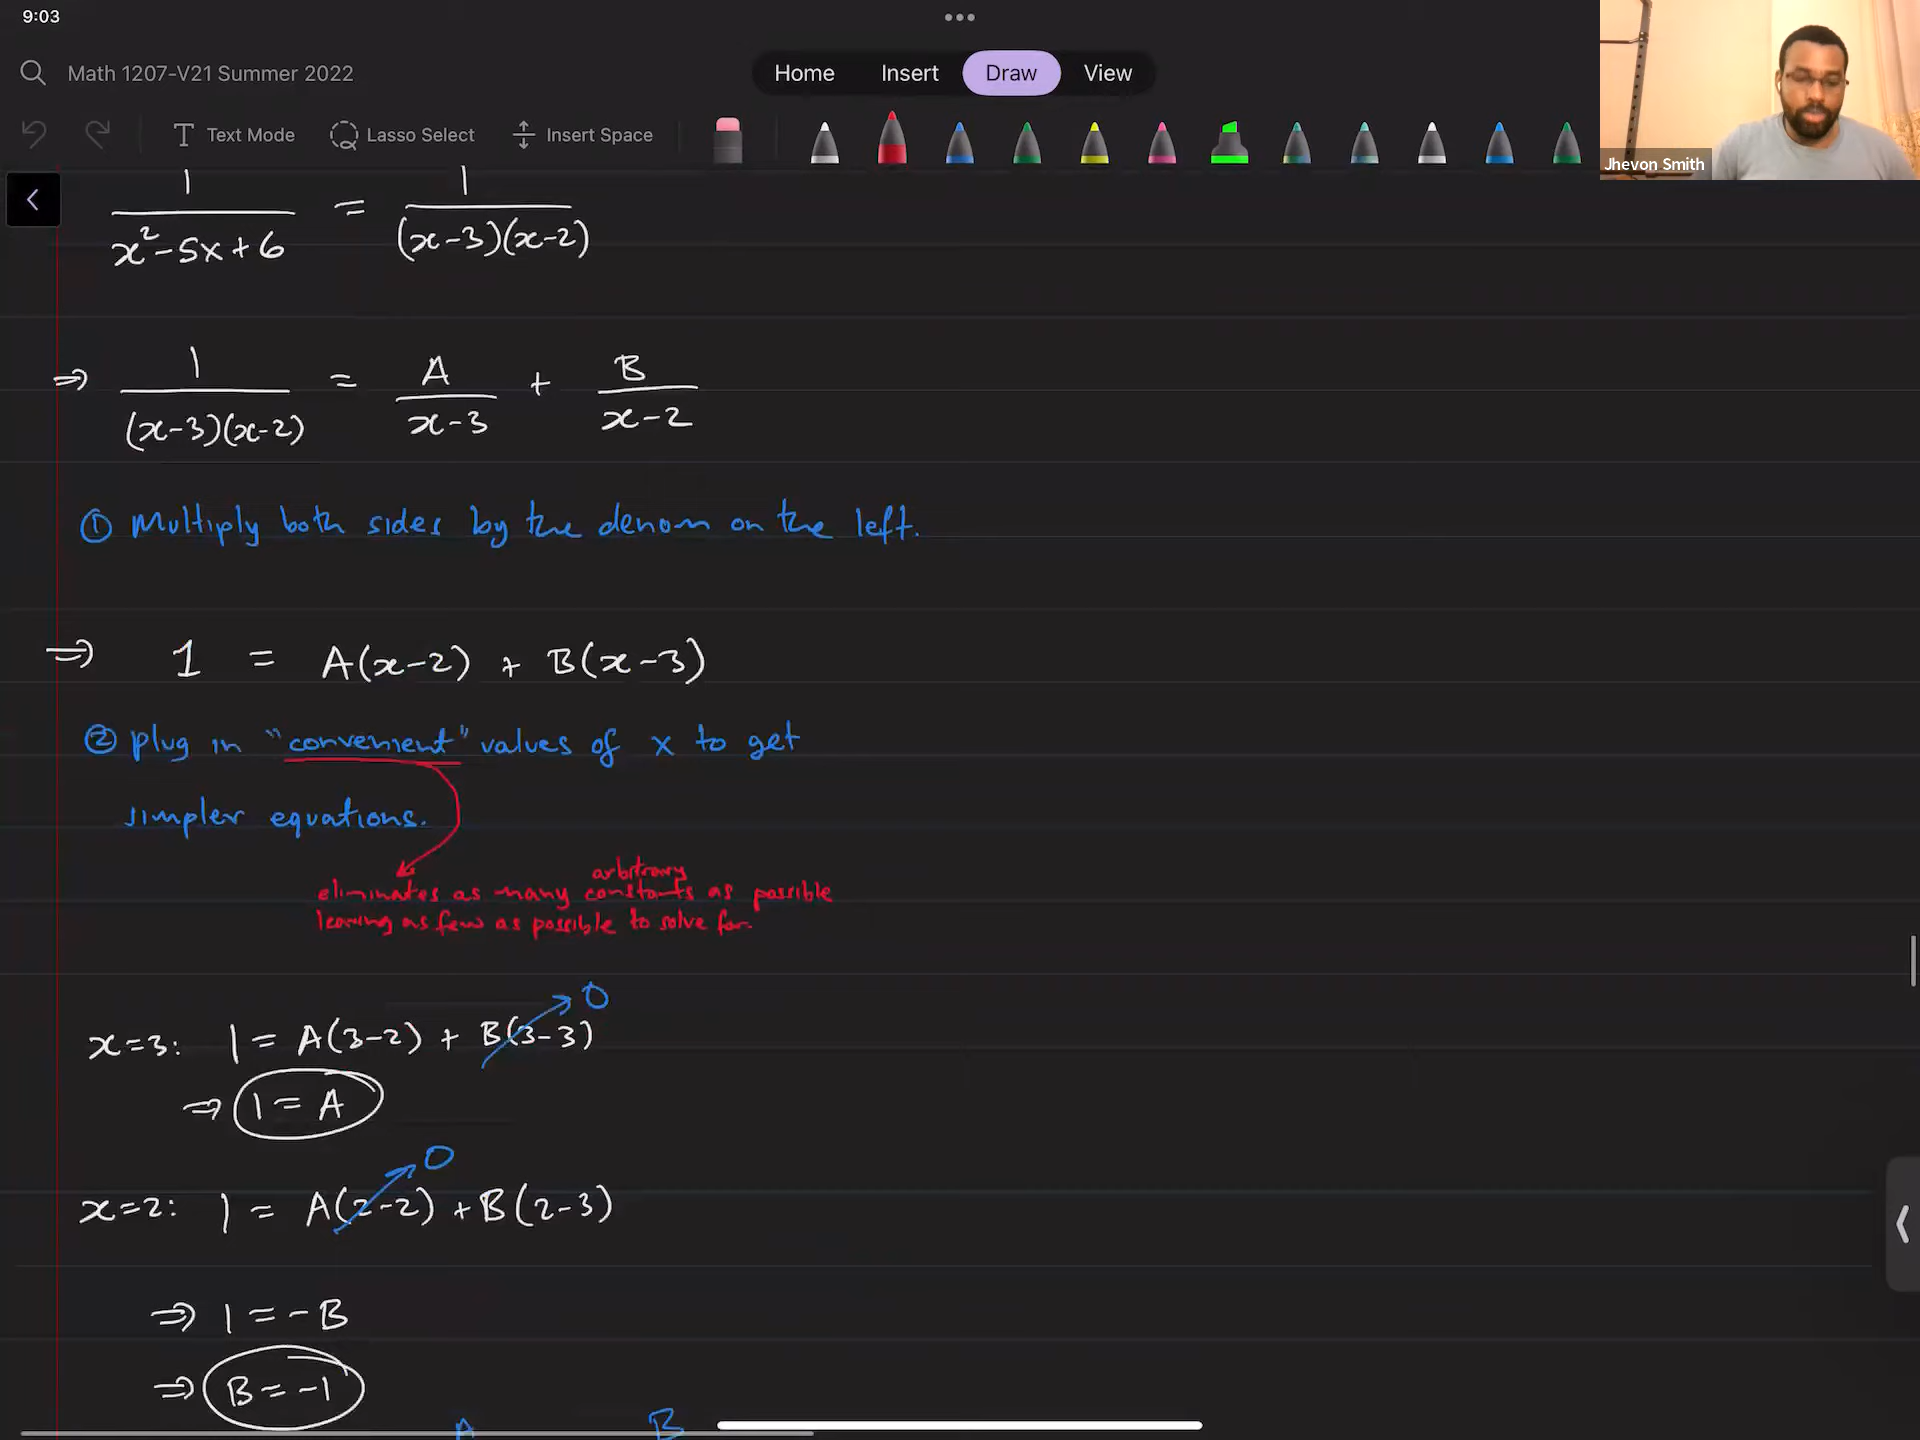 9:03
Math 1207-V21 Summer 2022
Home Insert Draw View
Text Mode Lasso Select Insert Space
Jhevon Smith
1/(x²-5x+6) = 1/((x-3)(x-2))
⇒ 1/((x-3)(x-2)) = A/(x-3) + B/(x-2)
① Multiply both sides by the denom on the left.
⇒ 1 = A(x-2) + B(x-3)
② plug in "convenient" values of x to get
simpler equations.
arbitrary
eliminates as many constants as possible
leaving as few as possible to solve for.
0
x=3: 1 = A(3-2) + B(3-3)
⇒ 1 = A
0
x=2: 1 = A(2-2) + B(2-3)
⇒ 1 = -B
⇒ B = -1
A B